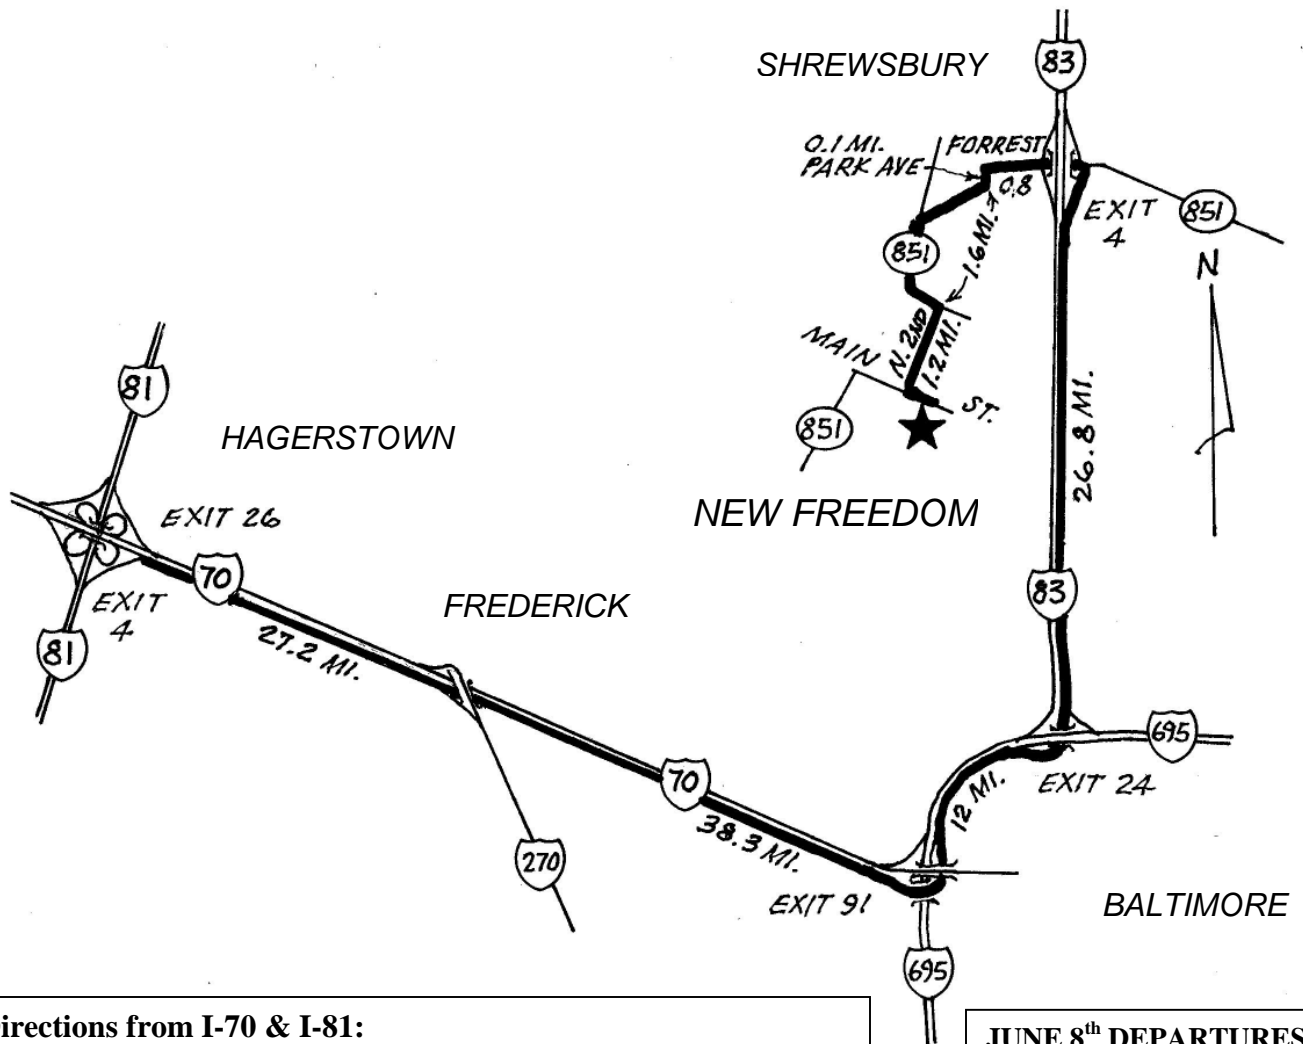 SHREWSBURY
83
0.1 MI.
PARK AVE
FORREST
0.8
EXIT
4
851
851
1.6 MI.
N
N. 2ND
1.2 MI.
MAIN
ST.
851
26.8 MI.
81
HAGERSTOWN
NEW FREEDOM
EXIT 26
70
83
EXIT
4
FREDERICK
81
27.2 MI.
695
70
12 MI.
EXIT 24
38.3 MI.
270
EXIT 91
BALTIMORE
695
irections from I-70 & I-81:
JUNE 8th DEPARTURES